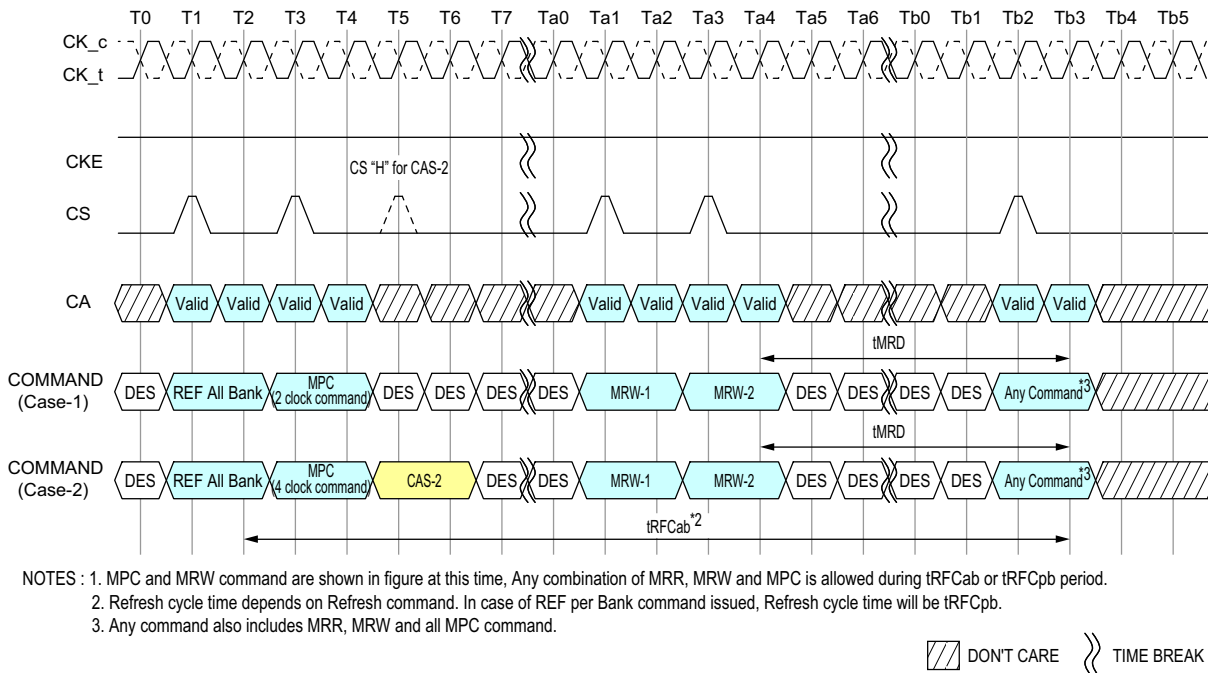 T0 T1 T2 T3 T4 T5 T6 T7 Ta0 Ta1 Ta2 Ta3 Ta4 Ta5 Ta6 Tb0 Tb1 Tb2 Tb3 Tb4 Tb5
CK_c
CK_t
CKE
CS “H” for CAS-2
CS
CA Valid Valid Valid Valid Valid Valid Valid Valid Valid Valid
tMRD
COMMAND (Case-1) DES REF All Bank MPC (2 clock command) DES DES DES DES MRW-1 MRW-2 DES DES DES DES Any Command*3
tMRD
COMMAND (Case-2) DES REF All Bank MPC (4 clock command) CAS-2 DES DES MRW-1 MRW-2 DES DES DES DES Any Command*3
tRFCab*2
NOTES : 1. MPC and MRW command are shown in figure at this time, Any combination of MRR, MRW and MPC is allowed during tRFCab or tRFCpb period.
2. Refresh cycle time depends on Refresh command. In case of REF per Bank command issued, Refresh cycle time will be tRFCpb.
3. Any command also includes MRR, MRW and all MPC command.
DON'T CARE TIME BREAK